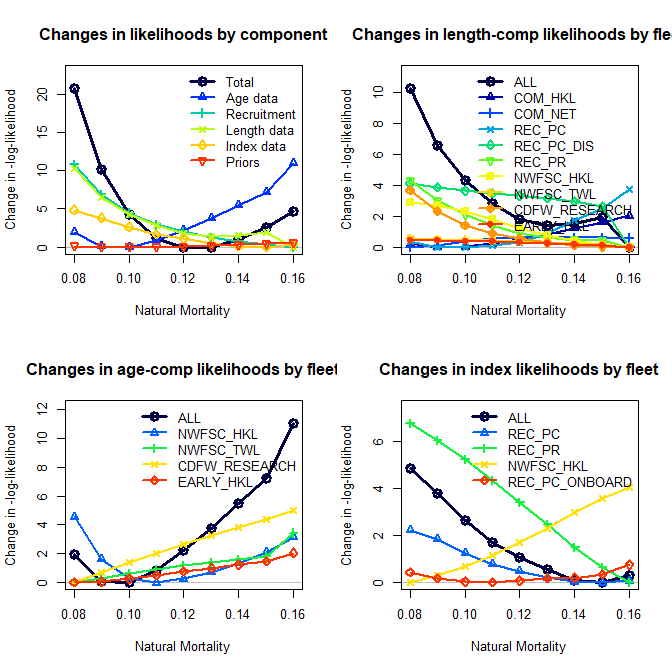 Changes in likelihoods by component
Change in -log-likelihood
20
15
10
5
0
Total
Age data
Recruitment
Length data
Index data
Priors
0.08
0.10
0.12
0.14
0.16
Natural Mortality
Changes in length-comp likelihoods by flee
Change in -log-likelihood
10
8
6
4
2
0
ALL
COM_HKL
COM_NET
REC_PC
REC_PC_DIS
REC_PR
NWFSC_HKL
NWFSC_TWL
CDFW_RESEARCH
EARLY_HKL
0.08
0.10
0.12
0.14
0.16
Natural Mortality
Changes in age-comp likelihoods by fleet
Change in -log-likelihood
12
10
8
6
4
2
0
ALL
NWFSC_HKL
NWFSC_TWL
CDFW_RESEARCH
EARLY_HKL
0.08
0.10
0.12
0.14
0.16
Natural Mortality
Changes in index likelihoods by fleet
Change in -log-likelihood
6
4
2
0
ALL
REC_PC
REC_PR
NWFSC_HKL
REC_PC_ONBOARD
0.08
0.10
0.12
0.14
0.16
Natural Mortality